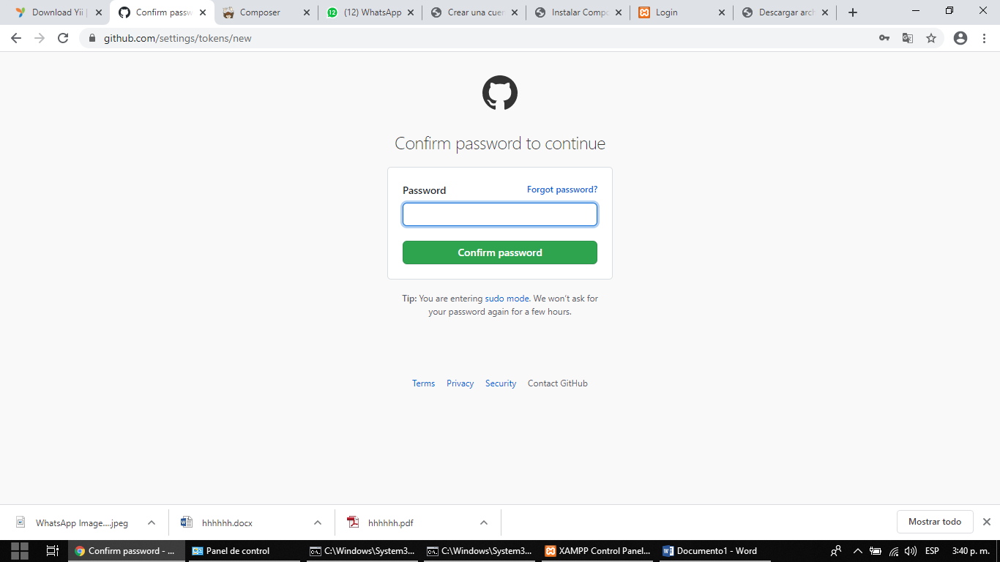 Download Yii |
Confirm passw
Composer
(12) WhatsApp
Crear una cuer
Instalar Compo
Login
Descargar arch
github.com/settings/tokens/new
Confirm password to continue
Password
Forgot password?
Confirm password
Tip: You are entering sudo mode. We won't ask for
your password again for a few hours.
Terms
Privacy
Security
Contact GitHub
WhatsApp Image....jpeg
hhhhhh.docx
hhhhhh.pdf
Mostrar todo
Confirm password - ...
Panel de control
C:\Windows\System3...
C:\Windows\System3...
XAMPP Control Panel...
Documento1 - Word
ESP
3:40 p. m.